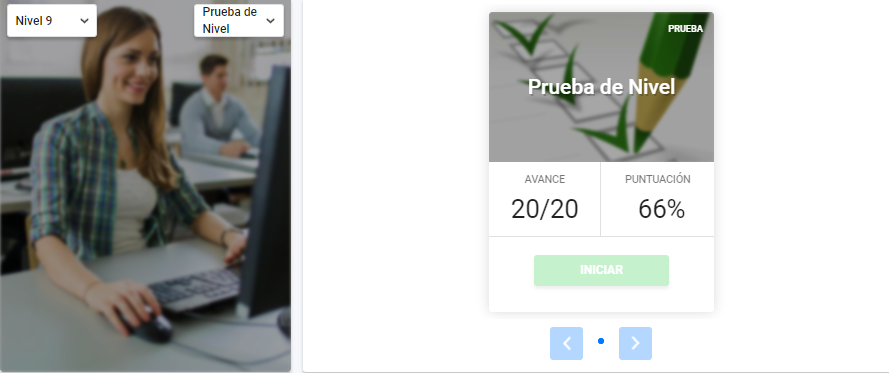 Nivel 9
Prueba de
Nivel
PRUEBA
Prueba de Nivel
AVANCE
PUNTUACIÓN
20/20
66%
INICIAR